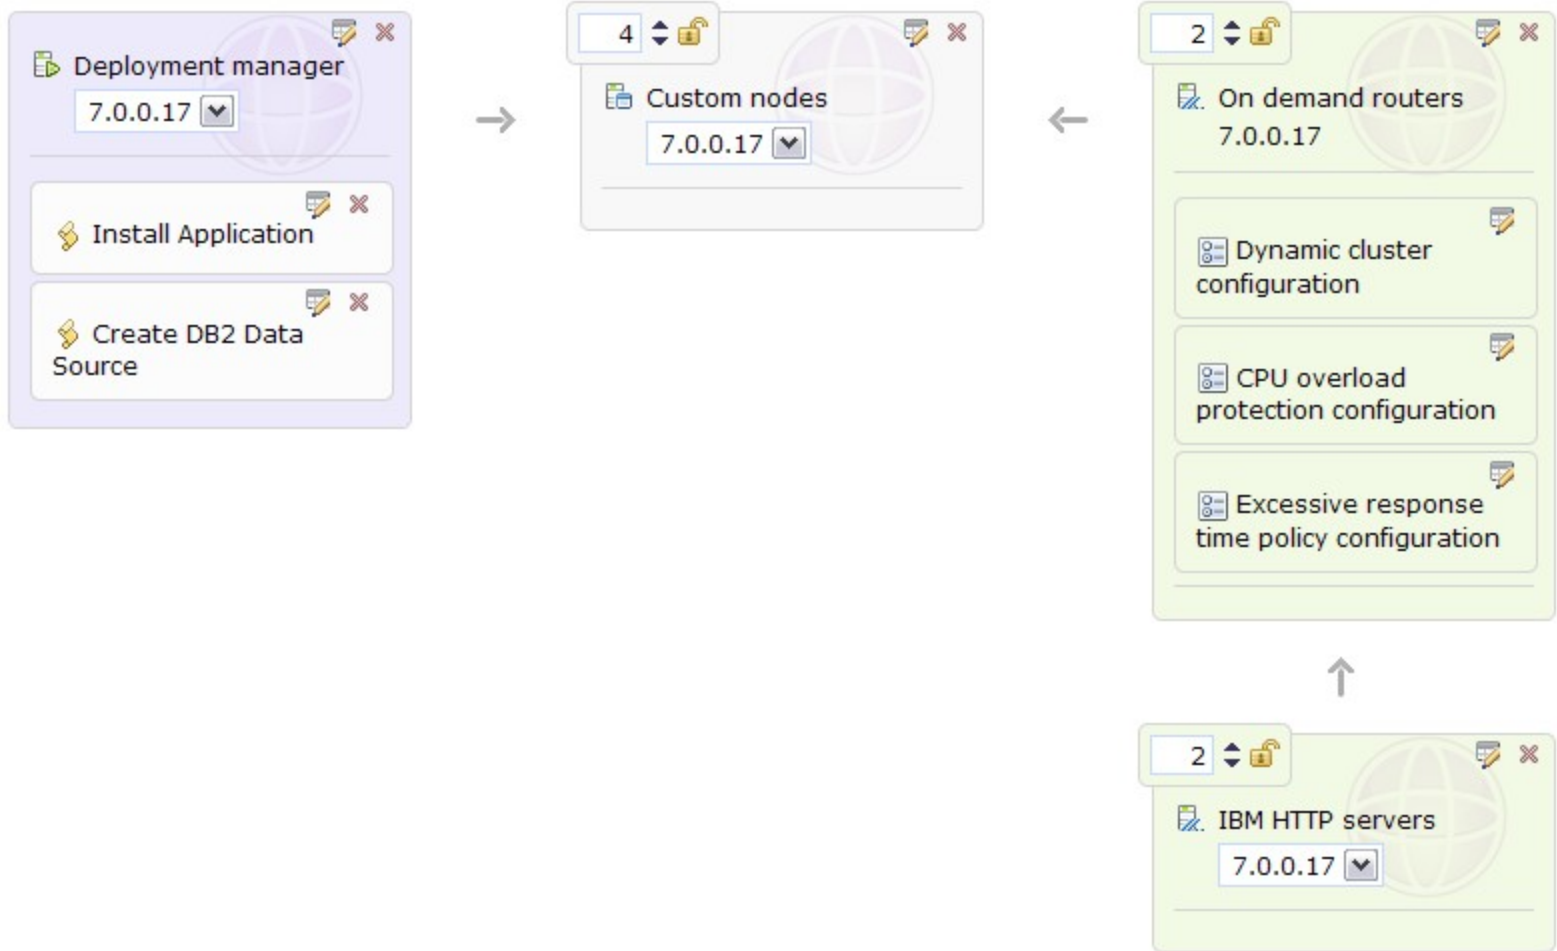 Deployment manager
7.0.0.17
Install Application
Create DB2 Data
Source
4
Custom nodes
7.0.0.17
2
On demand routers
7.0.0.17
Dynamic cluster
configuration
CPU overload
protection configuration
Excessive response
time policy configuration
2
IBM HTTP servers
7.0.0.17